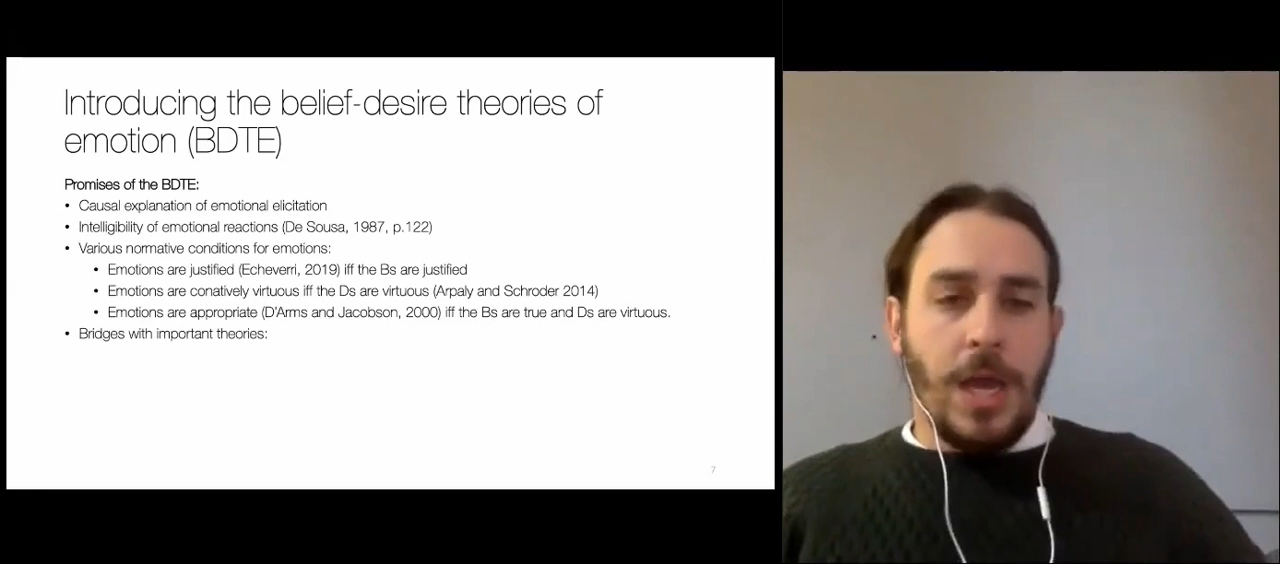 Introducing the belief-desire theories of
emotion (BDTE)
Promises of the BDTE:
• Causal explanation of emotional elicitation
• Intelligibility of emotional reactions (De Sousa, 1987, p.122)
• Various normative conditions for emotions:
• Emotions are justified (Echeverri, 2019) iff the Bs are justified
• Emotions are conatively virtuous iff the Ds are virtuous (Arpaly and Schroder 2014)
• Emotions are appropriate (D'Arms and Jacobson, 2000) iff the Bs are true and Ds are virtuous.
• Bridges with important theories:
7